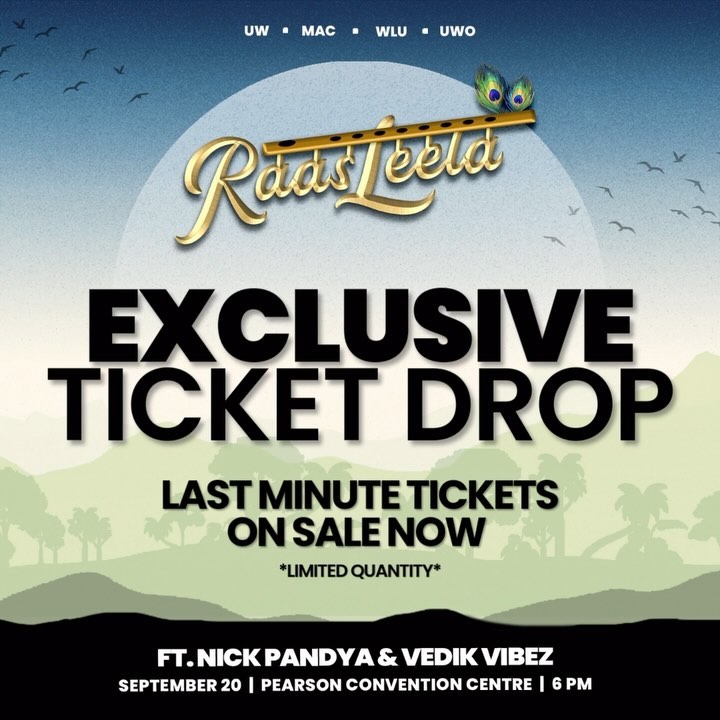 UW • MAC • WLU • UWO
RaasLeela
EXCLUSIVE
TICKET DROP
LAST MINUTE TICKETS
ON SALE NOW
*LIMITED QUANTITY*
FT. NICK PANDYA & VEDIK VIBEZ
SEPTEMBER 20 | PEARSON CONVENTION CENTRE | 6 PM